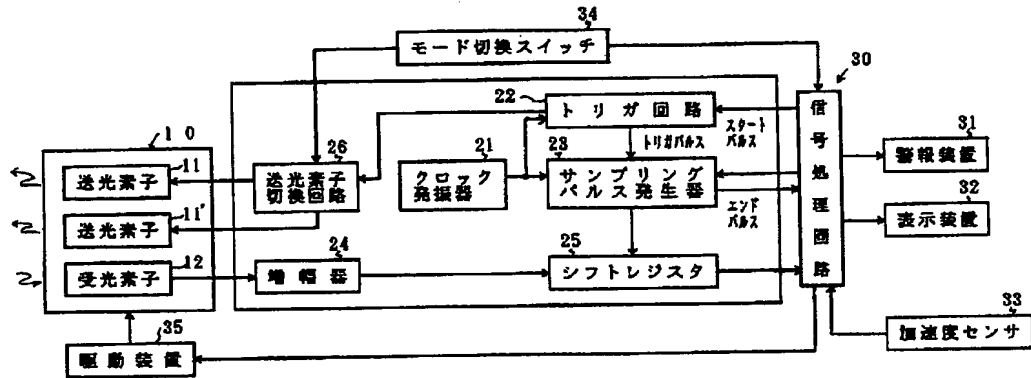 34
モード切換スイッチ
30
22
トリガ回路
スタート
パルス
トリガパルス
信号処理回路
31
警報装置
10
11
送光素子
26
送光素子
切換回路
21
クロック
発振器
23
サンプリング
パルス発生器
エンド
パルス
32
表示装置
11'
送光素子
24
増幅器
25
シフトレジスタ
12
受光素子
33
加速度センサ
35
駆動装置